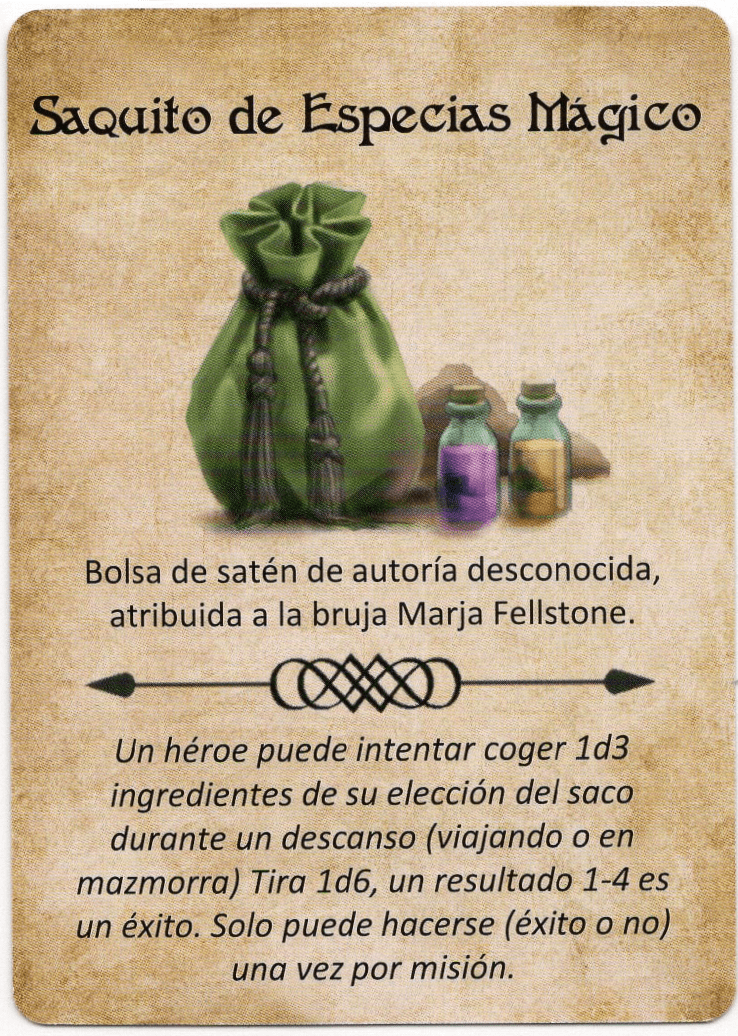 Saquito de Especias Mágico
Bolsa de satén de autoría desconocida,
atribuida a la bruja Marja Fellstone.
Un héroe puede intentar coger 1d3
ingredientes de su elección del saco
durante un descanso (viajando o en
mazmorra) Tira 1d6, un resultado 1-4 es
un éxito. Solo puede hacerse (éxito o no)
una vez por misión.